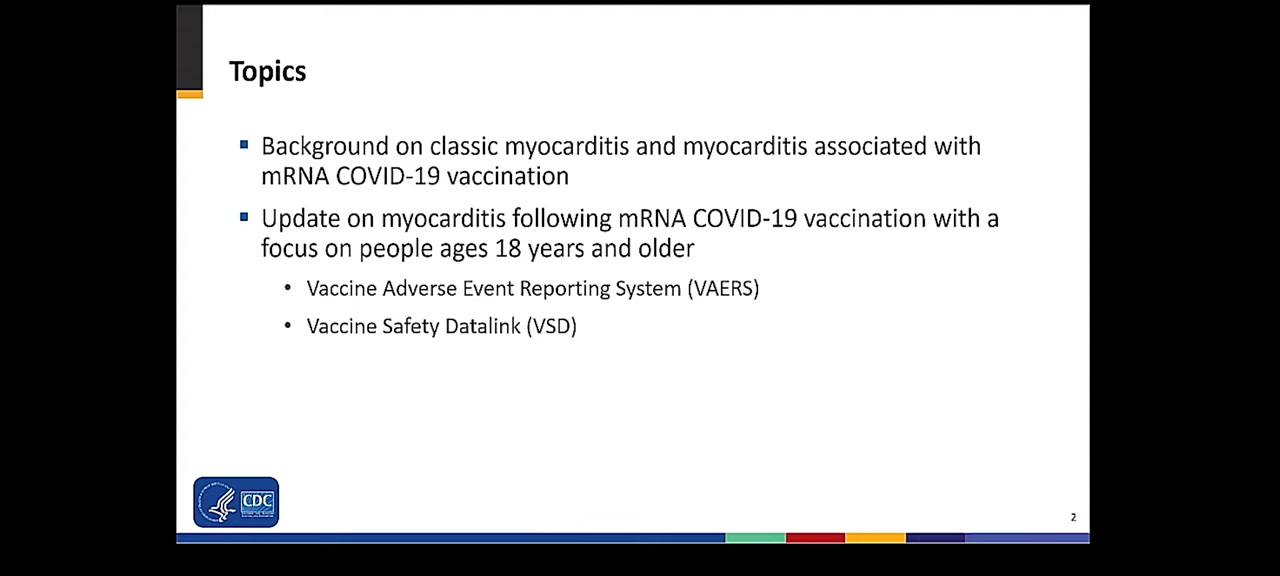 Topics
Background on classic myocarditis and myocarditis associated with
mRNA COVID-19 vaccination
Update on myocarditis following mRNA COVID-19 vaccination with a
focus on people ages 18 years and older
• Vaccine Adverse Event Reporting System (VAERS)
• Vaccine Safety Datalink (VSD)
CDC
2